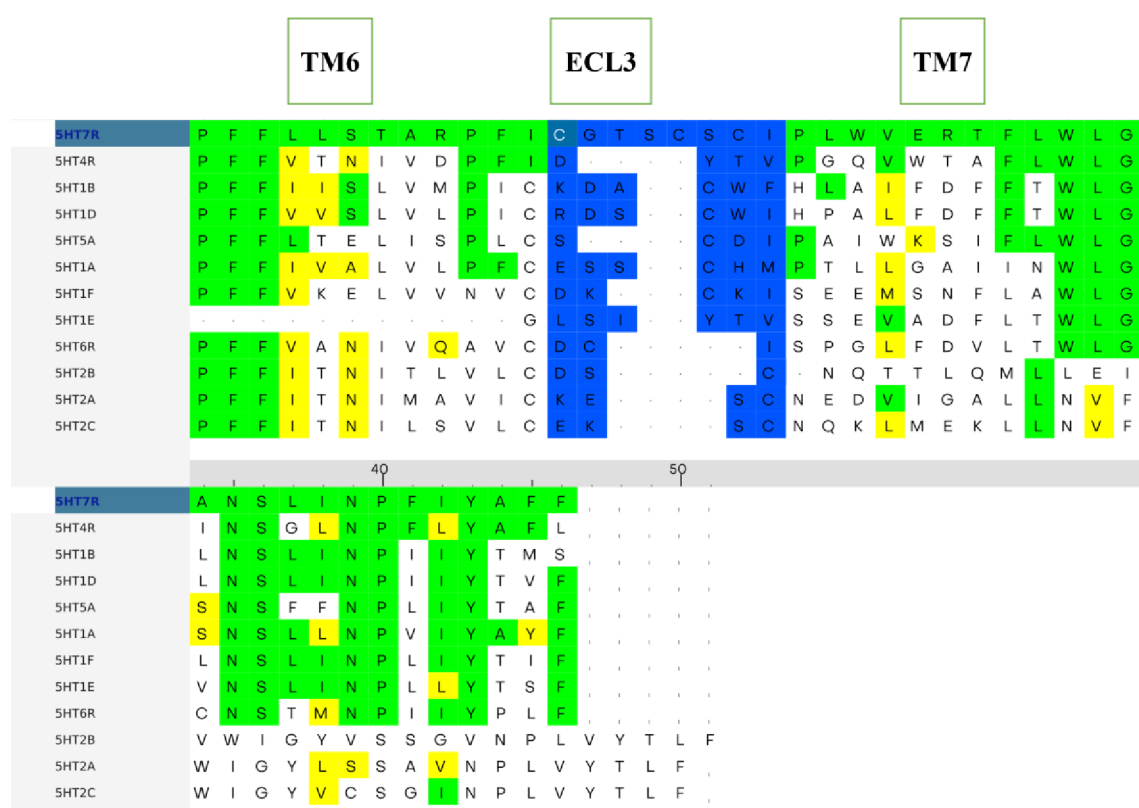 TM6 ECL3 TM7
5HT7R P F F L L S T A R P F I C G T S C S C I P L W V E R T F L W L G
5HT4R P F F V T N I V D P F I D · · · · Y T V P G Q V W T A F L W L G
5HT1B P F F I I S L V M P I C K D A · · C W F H L A I F D F F T W L G
5HT1D P F F V V S L V L P I C R D S · · C W I H P A L F D F F T W L G
5HT5A P F F L T E L I S P L C S · · · · C D I P A I W K S I F L W L G
5HT1A P F F I V A L V L P F C E S S · · C H M P T L L G A I I N W L G
5HT1F P F F V K E L V V N V C D K · · · C K I S E E M S N F L A W L G
5HT1E · · · · · · · · · · · G L S I · · Y T V S S E V A D F L T W L G
5HT6R P F F V A N I V Q A V C D C · · · · · I S P G L F D V L T W L G
5HT2B P F F I T N I T L V L C D S · · · · · C · N Q T T L Q M L L E I
5HT2A P F F I T N I M A V I C K E · · · · S C N E D V I G A L L N V F
5HT2C P F F I T N I L S V L C E K · · · · S C N Q K L M E K L L N V F
40 50
5HT7R A N S L I N P F I Y A F F
5HT4R I N S G L N P F L Y A F L
5HT1B L N S L I N P I I Y T M S
5HT1D L N S L I N P I I Y T V F
5HT5A S N S F F N P L I Y T A F
5HT1A S N S L L N P V I Y A Y F
5HT1F L N S L I N P L I Y T I F
5HT1E V N S L I N P L L Y T S F
5HT6R C N S T M N P I I Y P L F
5HT2B V W I G Y V S S G V N P L V Y T L F
5HT2A W I G Y L S S A V N P L V Y T L F
5HT2C W I G Y V C S G I N P L V Y T L F